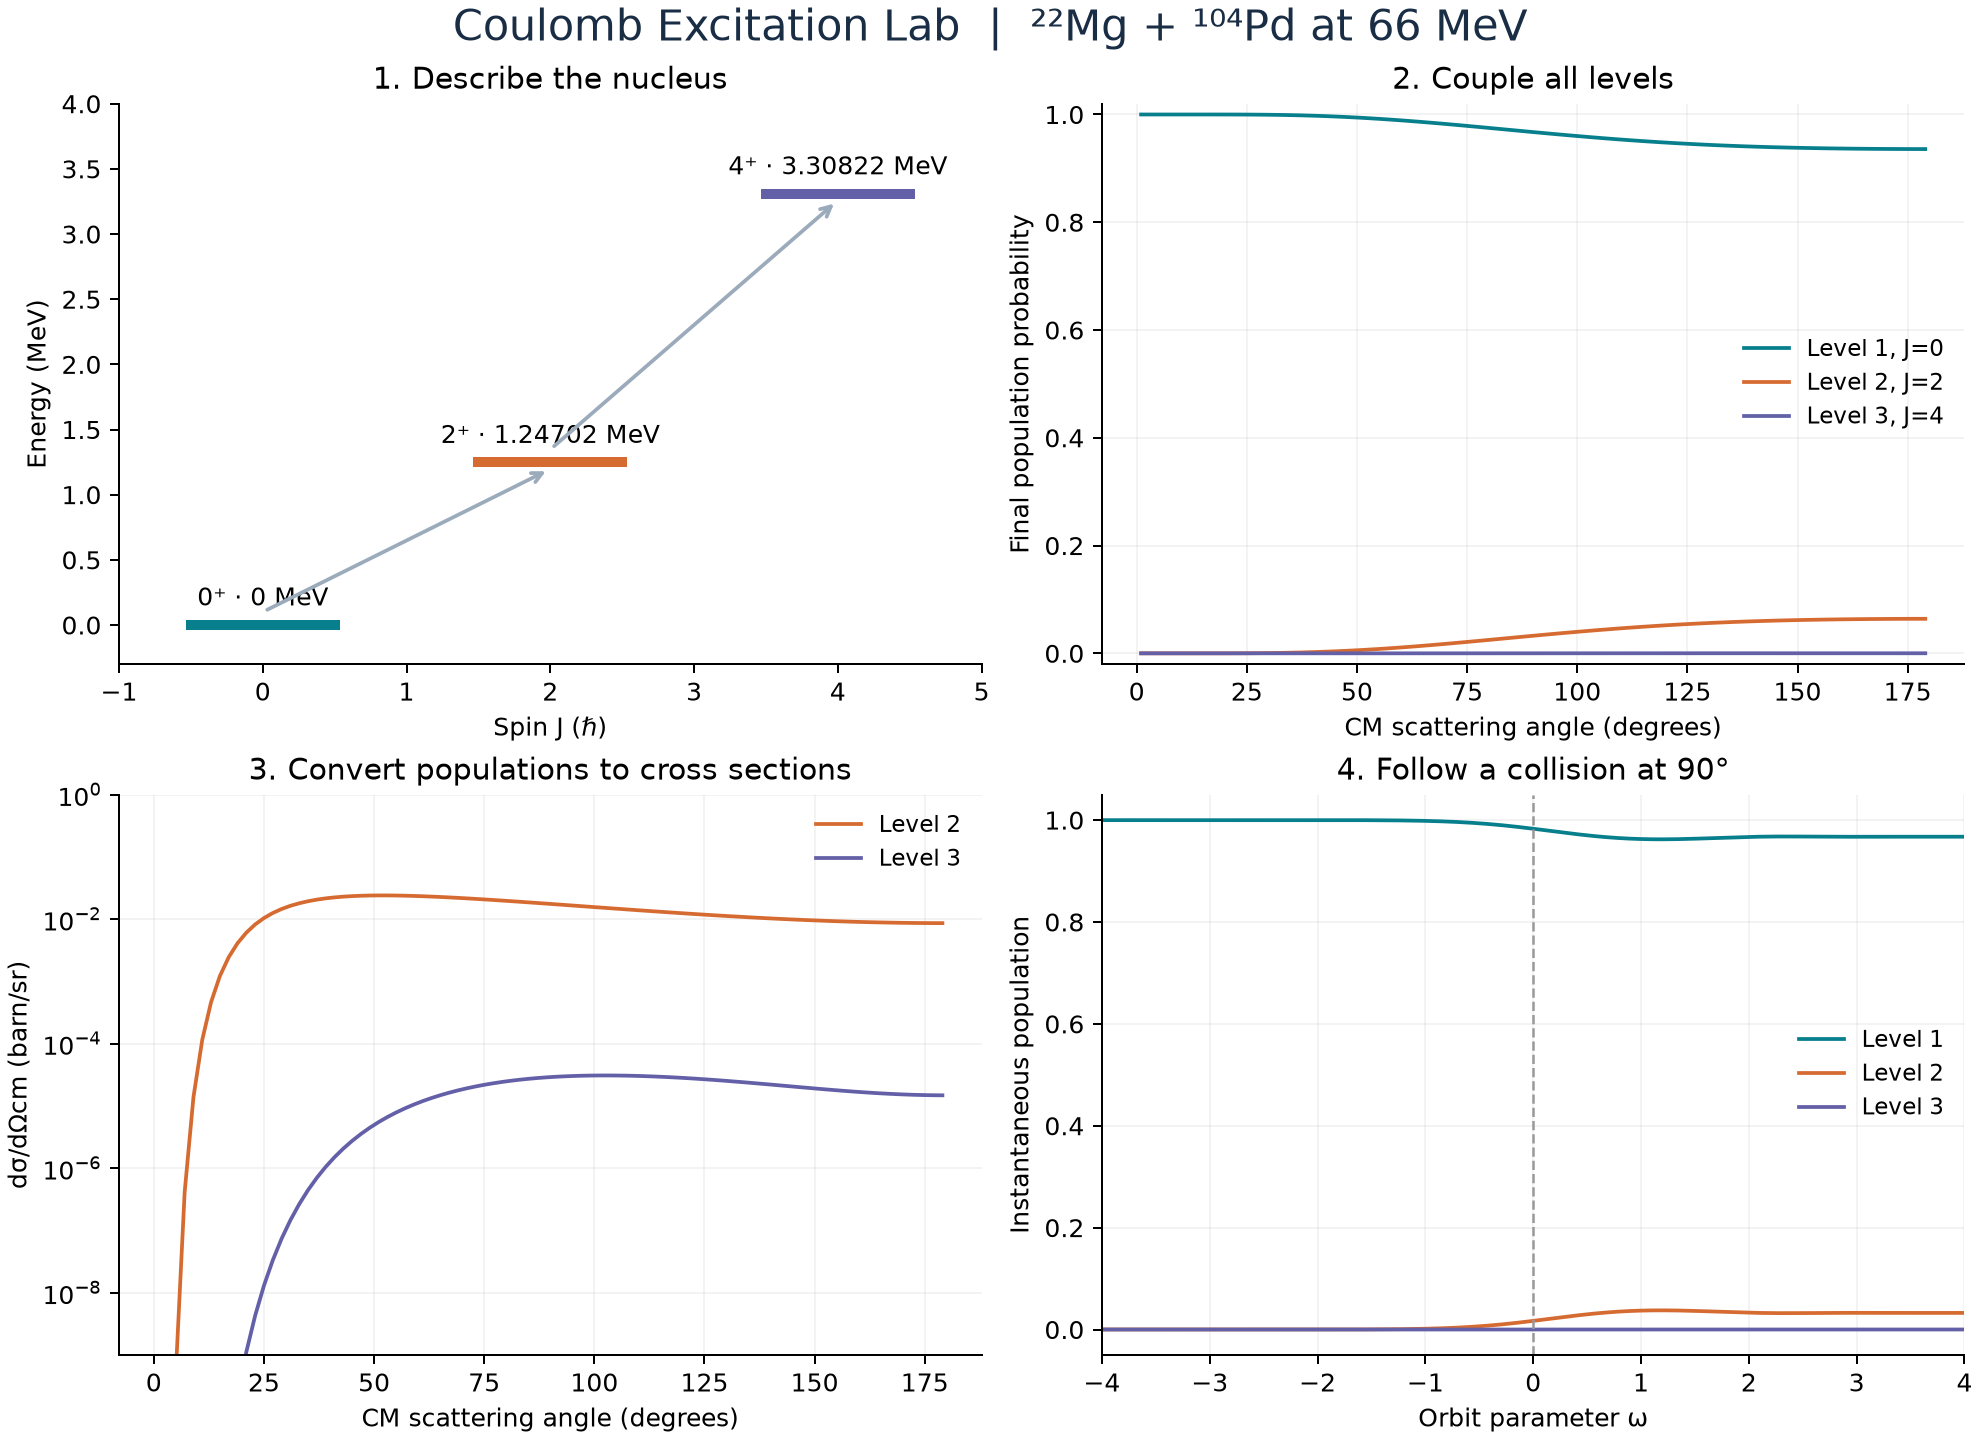 Coulomb Excitation Lab | ²²Mg + ¹⁰⁴Pd at 66 MeV
1. Describe the nucleus
4.0
3.5
3.0
2.5
2.0
1.5
1.0
0.5
0.0
Energy (MeV)
4⁺ · 3.30822 MeV
2⁺ · 1.24702 MeV
0⁺ · 0 MeV
−1 0 1 2 3 4 5
Spin J (ℏ)
2. Couple all levels
1.0
0.8
0.6
0.4
0.2
0.0
Final population probability
Level 1, J=0
Level 2, J=2
Level 3, J=4
0 25 50 75 100 125 150 175
CM scattering angle (degrees)
3. Convert populations to cross sections
10⁰
10⁻²
10⁻⁴
10⁻⁶
10⁻⁸
dσ/dΩcm (barn/sr)
Level 2
Level 3
0 25 50 75 100 125 150 175
CM scattering angle (degrees)
4. Follow a collision at 90°
1.0
0.8
0.6
0.4
0.2
0.0
Instantaneous population
Level 1
Level 2
Level 3
−4 −3 −2 −1 0 1 2 3 4
Orbit parameter ω